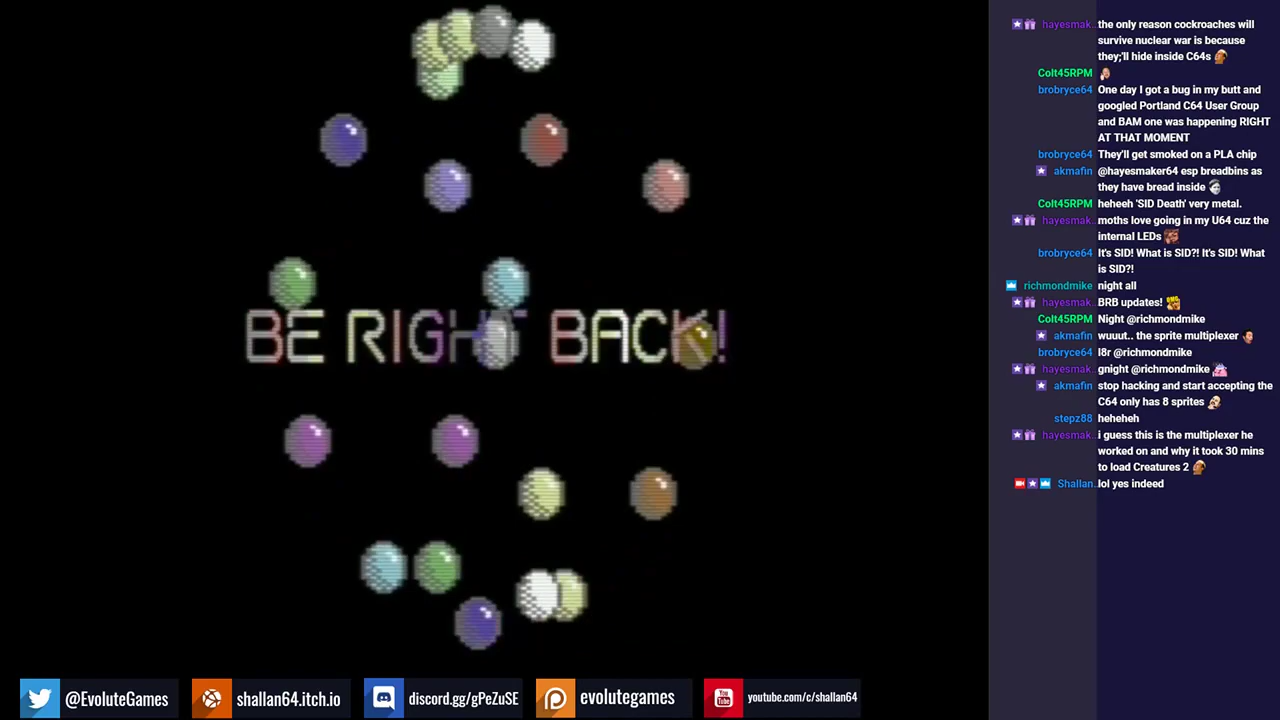 BE RIGHT BACK!
hayesmak.. the only reason cockroaches will
survive nuclear war is because
they;'ll hide inside C64s
Colt45RPM
brobryce64 One day I got a bug in my butt and
googled Portland C64 User Group
and BAM one was happening RIGHT
AT THAT MOMENT
brobryce64 They'll get smoked on a PLA chip
akmafin @hayesmaker64 esp breadbins as
they have bead inside
Colt45RPM heheeh 'SID Death' very metal.
hayesmak.. moths love going in my U64 cuz the
internal LEDs
brobryce64 It's SID! What is SID?! It's SID! What
is SID?!
richmondmike night all
hayesmak.. BRB updates!
Colt45RPM Night @richmondmike
akmafin wuuut.. the sprite multiplexer
brobryce64 l8r @richmondmike
hayesmak.. gnight @richmondmike
akmafin stop hacking and start accepting the
C64 only has 8 sprites
stepz88 heheheh
hayesmak.. i guess this is the multiplexer he
worked on and why it took 30 mins
to load Creatures 2
Shallan.. lol yes indeed
@EvoluteGames shallan64.itch.io discord.gg/gPeZuSE evolutegames youtube.com/c/shallan64